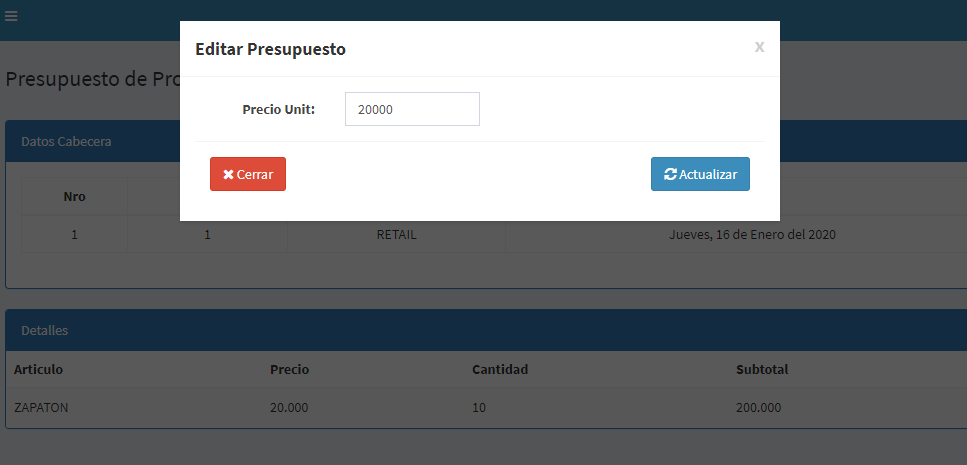 Editar Presupuesto x
Presupuesto de Pro
Precio Unit: 20000
Datos Cabecera
Cerrar Actualizar
Nro
1 1 RETAIL Jueves, 16 de Enero del 2020
Detalles
Articulo Precio Cantidad Subtotal
ZAPATON 20.000 10 200.000